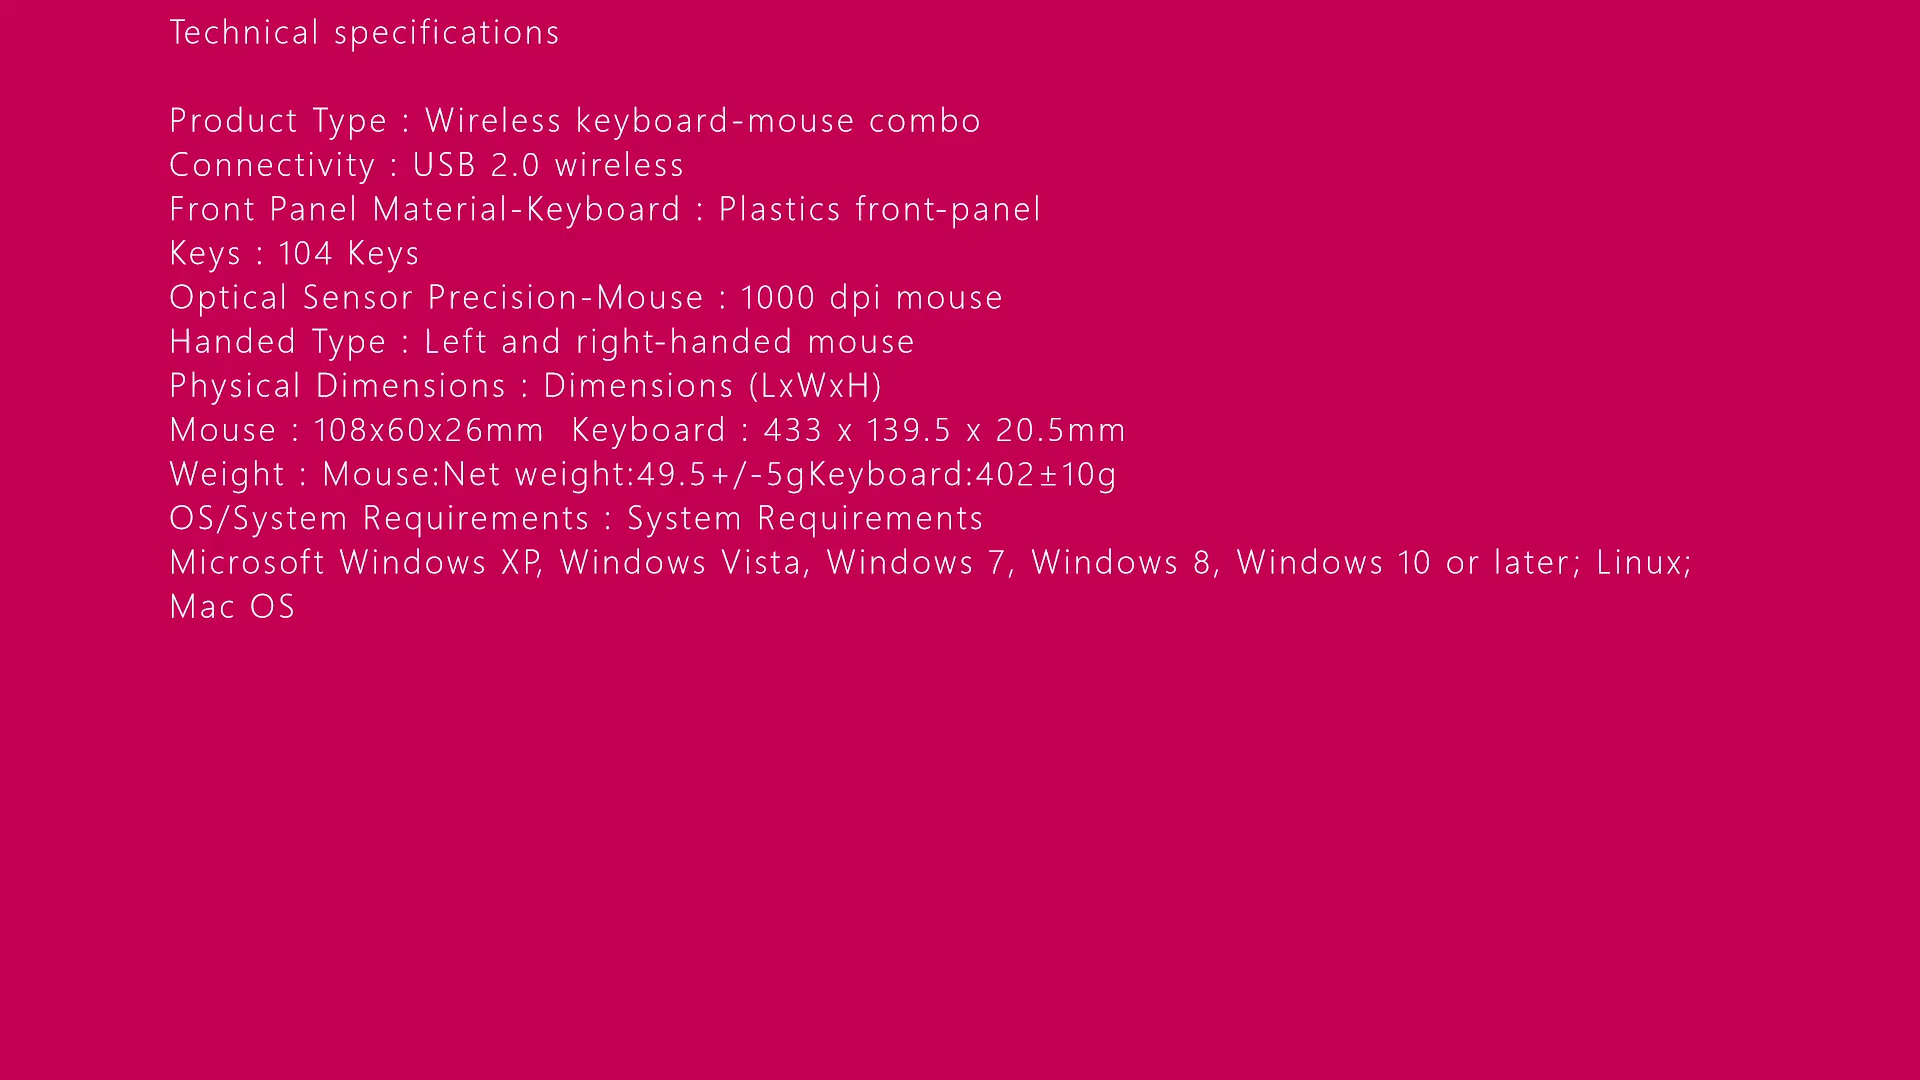 Technical specifications
Product Type : Wireless keyboard-mouse combo
Connectivity : USB 2.0 wireless
Front Panel Material-Keyboard : Plastics front-panel
Keys : 104 Keys
Optical Sensor Precision-Mouse : 1000 dpi mouse
Handed Type : Left and right-handed mouse
Physical Dimensions : Dimensions (LxWxH)
Mouse : 108x60x26mm  Keyboard : 433 x 139.5 x 20.5mm
Weight : Mouse:Net weight:49.5+/-5gKeyboard:402±10g
OS/System Requirements : System Requirements
Microsoft Windows XP, Windows Vista, Windows 7, Windows 8, Windows 10 or later; Linux;
Mac OS